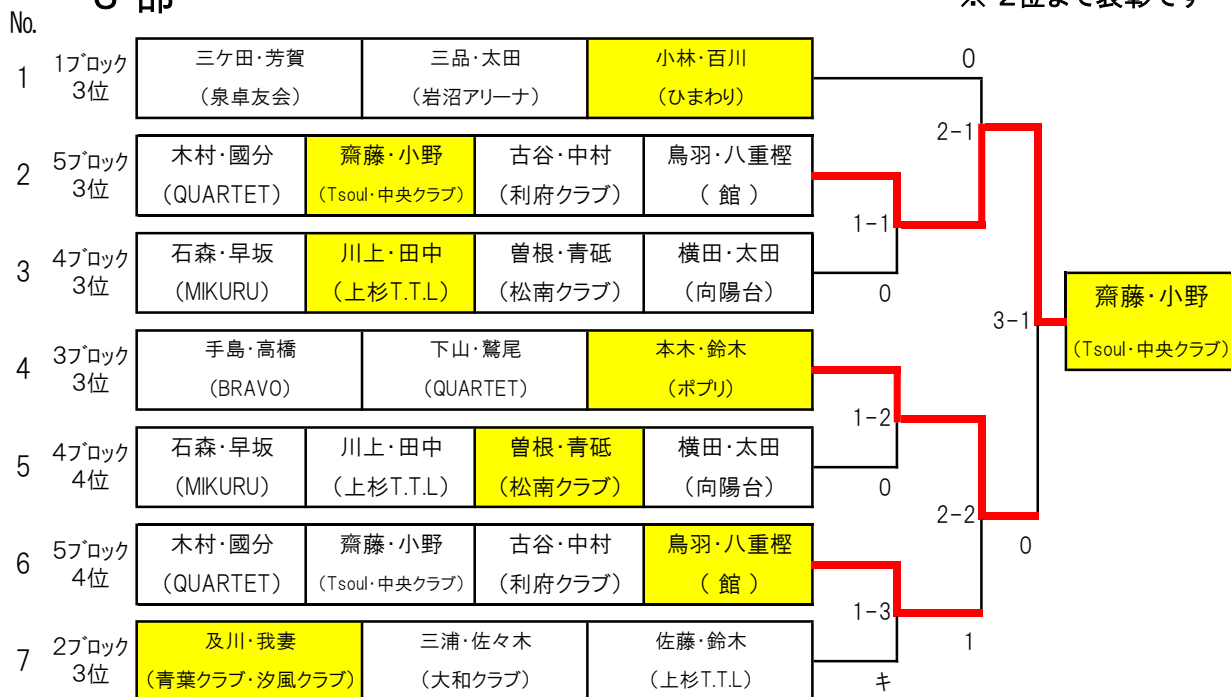 No.
1 1ブロック 3位 三ケ田・芳賀 (泉卓友会) 三品・太田 (岩沼アリーナ) 小林・百川 (ひまわり) 0
2-1
2 5ブロック 3位 木村・國分 (QUARTET) 齋藤・小野 (Tsoul・中央クラブ) 古谷・中村 (利府クラブ) 鳥羽・八重樫 (館)
1-1
3 4ブロック 3位 石森・早坂 (MIKURU) 川上・田中 (上杉T.T.L) 曽根・青砥 (松南クラブ) 横田・太田 (向陽台) 0
3-1 齋藤・小野 (Tsoul・中央クラブ)
4 3ブロック 3位 手島・高橋 (BRAVO) 下山・鷲尾 (QUARTET) 本木・鈴木 (ポプリ)
1-2
5 4ブロック 4位 石森・早坂 (MIKURU) 川上・田中 (上杉T.T.L) 曽根・青砥 (松南クラブ) 横田・太田 (向陽台) 0
2-2
0
6 5ブロック 4位 木村・國分 (QUARTET) 齋藤・小野 (Tsoul・中央クラブ) 古谷・中村 (利府クラブ) 鳥羽・八重樫 (館)
1-3
1
7 2ブロック 3位 及川・我妻 (青葉クラブ・汐風クラブ) 三浦・佐々木 (大和クラブ) 佐藤・鈴木 (上杉T.T.L) キ